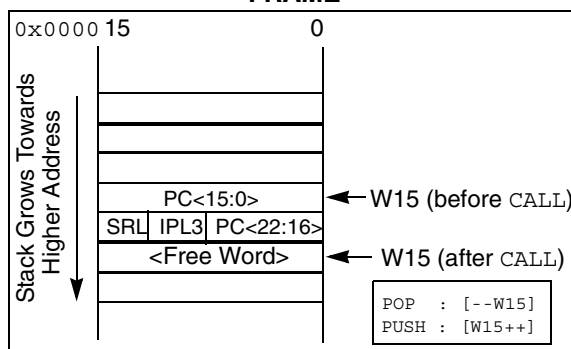 FRAME
0x0000 15 0
Stack Grows Towards
Higher Address
PC<15:0>
W15 (before CALL)
SRL IPL3 PC<22:16>
<Free Word>
W15 (after CALL)
POP : [--W15]
PUSH : [W15++]